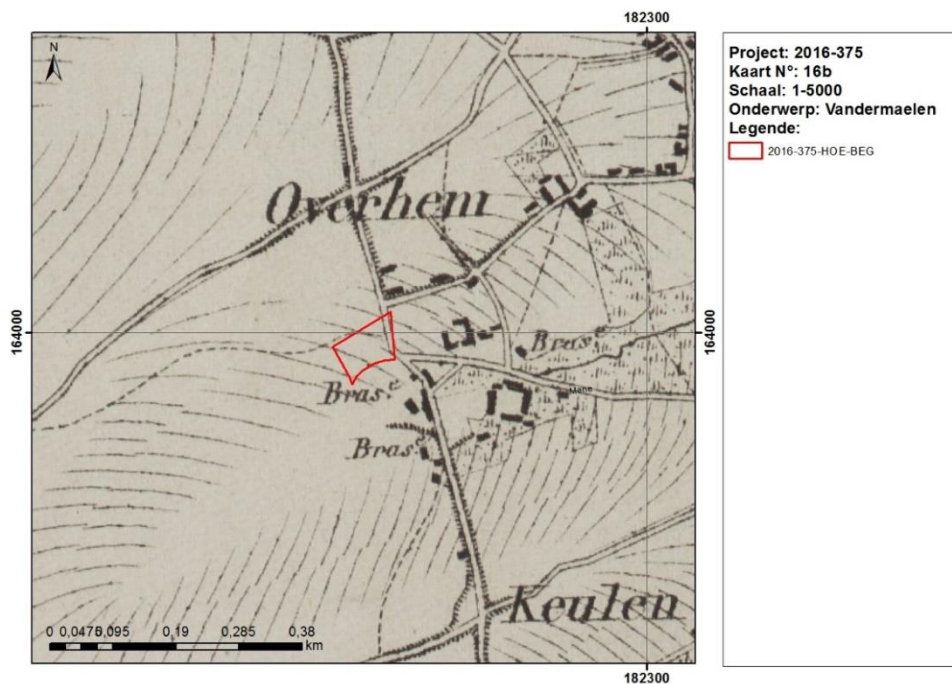 182300
N
Overhem
164000
164000
Bras.e
Mene
Bras.e
Bras.e
Keulen
0 0,0475 0,095 0,19 0,285 0,38
km
182300
Project: 2016-375
Kaart N°: 16b
Schaal: 1-5000
Onderwerp: Vandermaelen
Legende:
2016-375-HOE-BEG